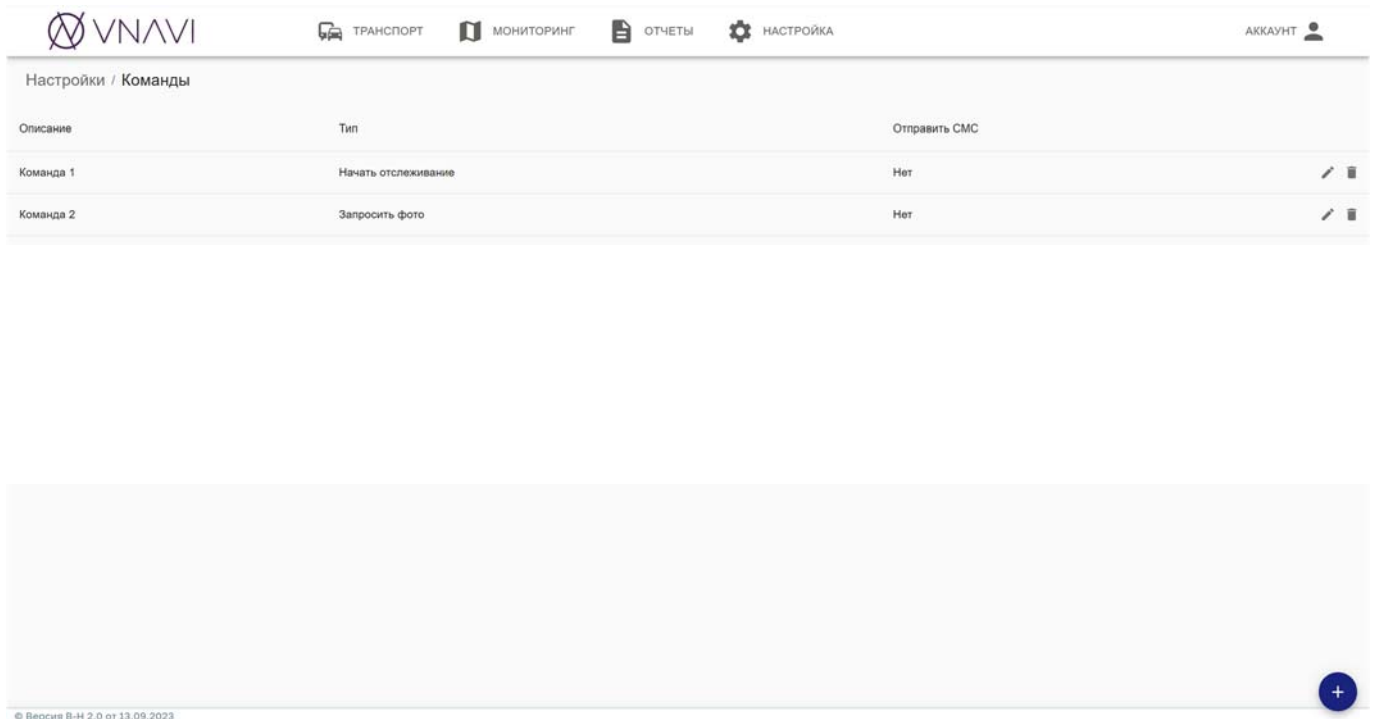 VNAVI ТРАНСПОРТ МОНИТОРИНГ ОТЧЕТЫ НАСТРОЙКА АККАУНТ
Настройки / Команды
Описание Тип Отправить СМС
Команда 1 Начать отслеживание Нет
Команда 2 Запросить фото Нет
© Версия В-Н 2.0 от 13.09.2023